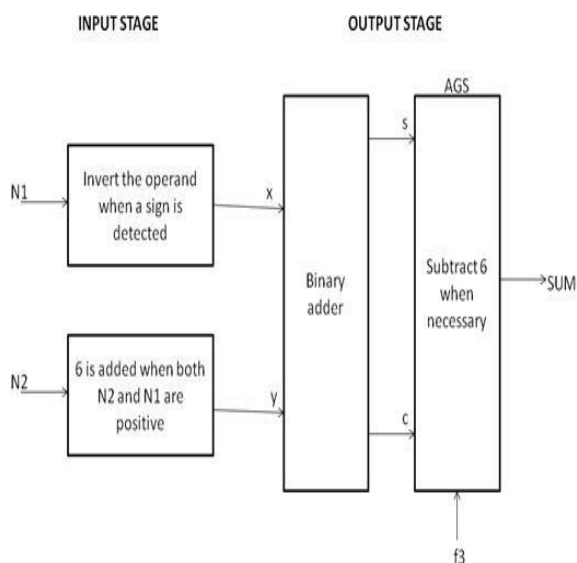 INPUT STAGE
OUTPUT STAGE
N1
Invert the operand
when a sign is
detected
x
N2
6 is added when both
N2 and N1 are
positive
y
Binary
adder
s
c
AGS
Subtract 6
when
necessary
SUM
f3